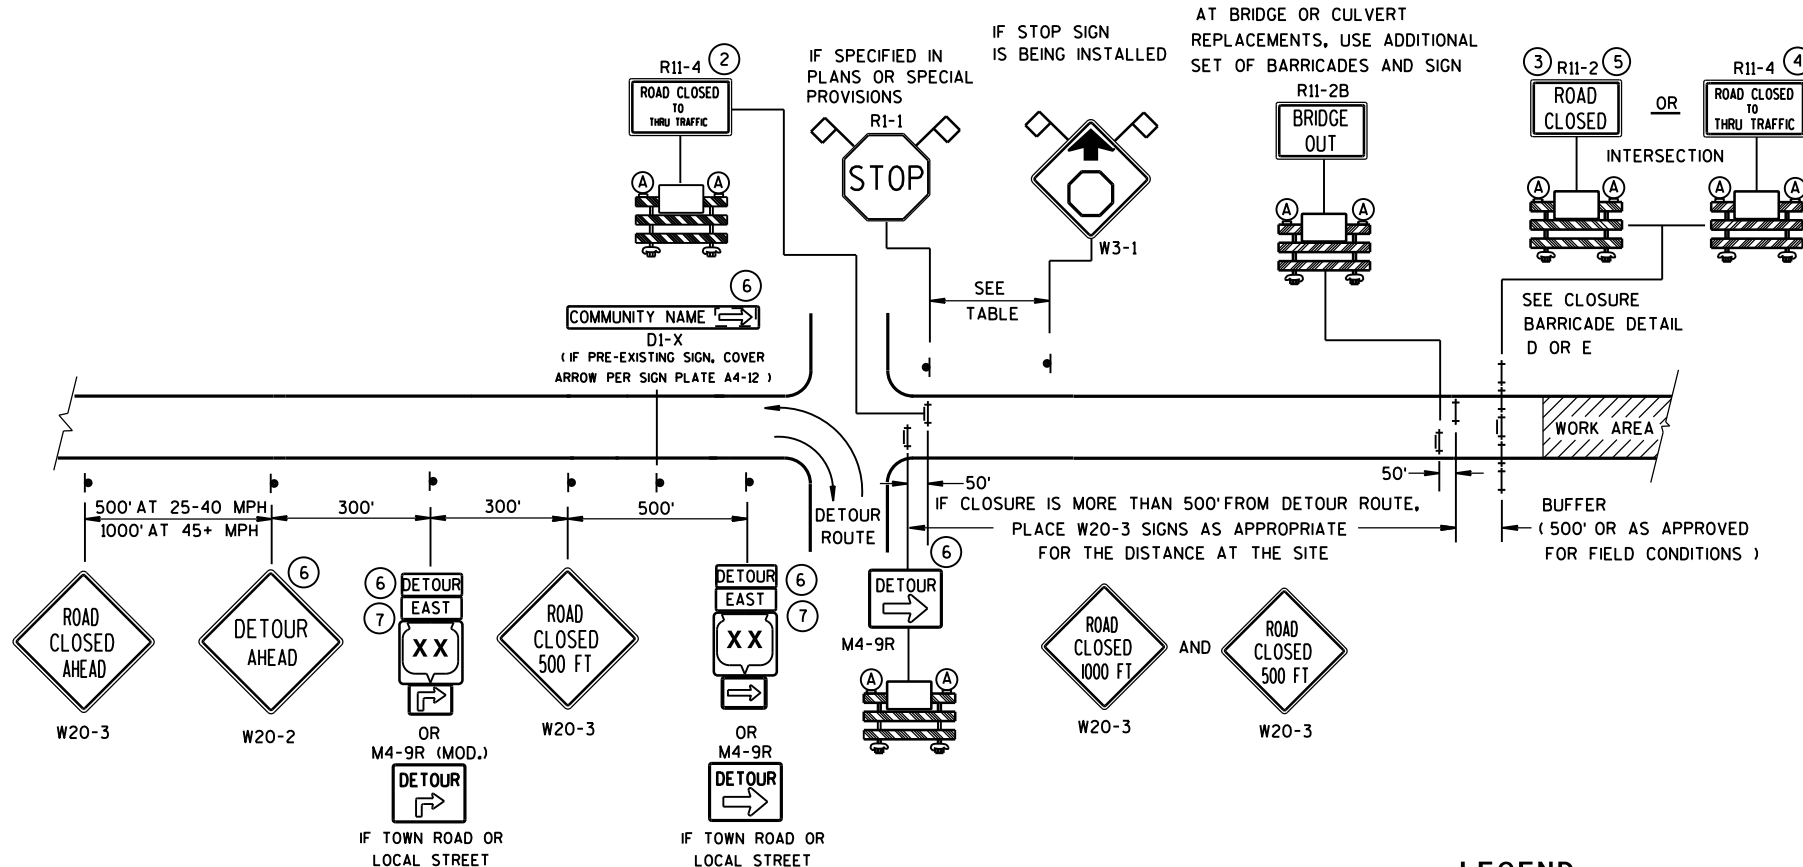 R11-4
2
ROAD CLOSED
TO
THRU TRAFFIC
A
A
IF SPECIFIED IN
PLANS OR SPECIAL
PROVISIONS
R1-1
STOP
IF STOP SIGN
IS BEING INSTALLED
W3-1
SEE
TABLE
AT BRIDGE OR CULVERT
REPLACEMENTS, USE ADDITIONAL
SET OF BARRICADES AND SIGN
R11-2B
BRIDGE
OUT
A
A
3 R11-2 5
ROAD
CLOSED
OR
R11-4 4
ROAD CLOSED
TO
THRU TRAFFIC
INTERSECTION
A
A
A
A
SEE CLOSURE
BARRICADE DETAIL
D OR E
6
COMMUNITY NAME
D1-X
(IF PRE-EXISTING SIGN, COVER
ARROW PER SIGN PLATE A4-12 )
WORK AREA
500' AT 25-40 MPH
1000' AT 45+ MPH
300'
300'
500'
DETOUR
ROUTE
50'
50'
IF CLOSURE IS MORE THAN 500' FROM DETOUR ROUTE,
PLACE W20-3 SIGNS AS APPROPRIATE
FOR THE DISTANCE AT THE SITE
BUFFER
( 500' OR AS APPROVED
FOR FIELD CONDITIONS )
ROAD
CLOSED
AHEAD
W20-3
6
DETOUR
AHEAD
W20-2
6
7
DETOUR
EAST
XX
OR
M4-9R (MOD.)
DETOUR
IF TOWN ROAD OR
LOCAL STREET
ROAD
CLOSED
500 FT
W20-3
DETOUR
EAST
6
7
XX
OR
M4-9R
DETOUR
IF TOWN ROAD OR
LOCAL STREET
6
DETOUR
M4-9R
A
A
ROAD
CLOSED
1000 FT
W20-3
AND
ROAD
CLOSED
500 FT
W20-3
LEGEND